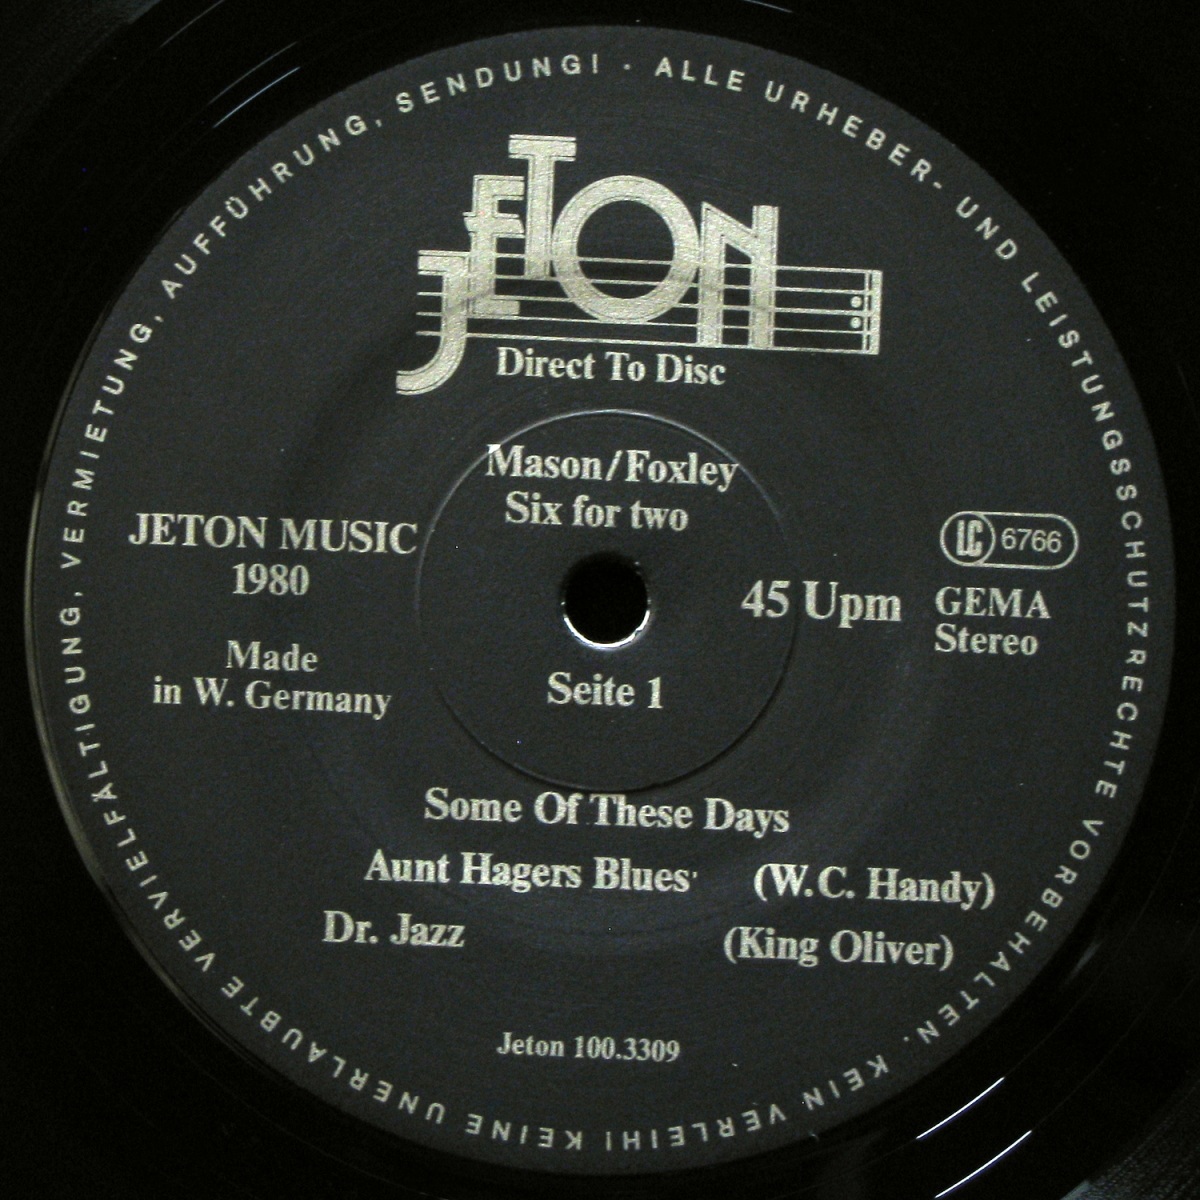 ALLE URHEBER- UND LEISTUNGSSCHUTZRECHTE VORBEHALTEN. KEIN VERLEIH! KEINE UNERLAUBTE VERVIELFÄLTIGUNG, VERMIETUNG, AUFFÜHRUNG, SENDUNG! ·
JETON
Direct To Disc
Mason/Foxley
Six for two
JETON MUSIC
1980
Made
in W. Germany
LC 6766
45 Upm
GEMA
Stereo
Seite 1
Some Of These Days
Aunt Hagers Blues' (W.C. Handy)
Dr. Jazz (King Oliver)
Jeton 100.3309